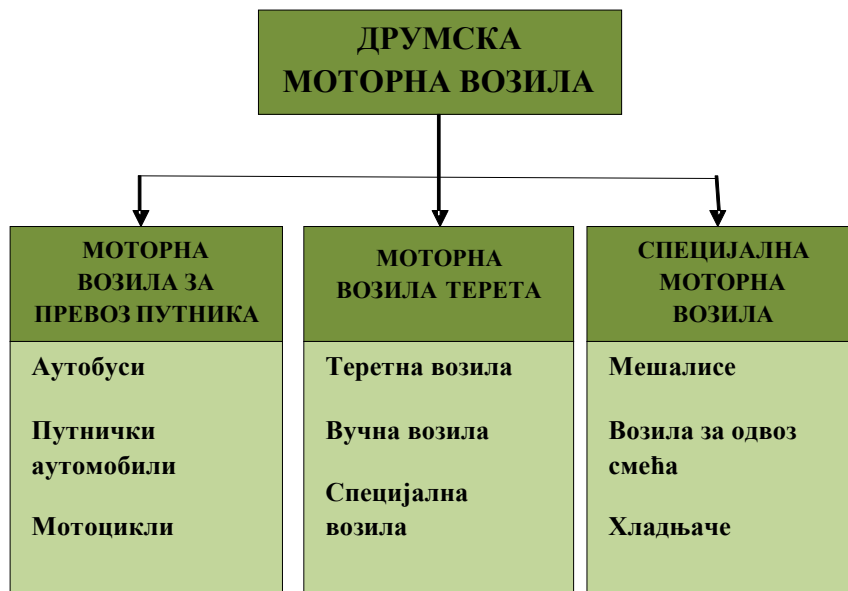 ДРУМСКА
МОТОРНА ВОЗИЛА
МОТОРНА
ВОЗИЛА ЗА
ПРЕВОЗ ПУТНИКА
Аутобуси
Путнички
аутомобили
Мотоцикли
МОТОРНА
ВОЗИЛА ТЕРЕТА
Теретна возила
Вучна возила
Специјална
возила
СПЕЦИЈАЛНА
МОТОРНА
ВОЗИЛА
Мешалисе
Возила за одвоз
смећа
Хладњаче